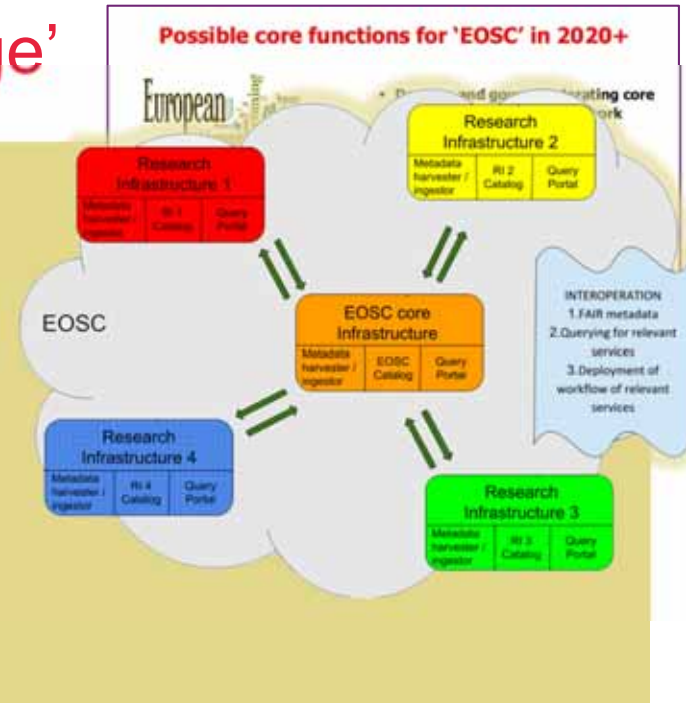 ge’
Possible core functions for ‘EOSC’ in 2020+
European
and
core
Research
Infrastructure 1
Metadata
harvester /
ingestor
RI 1
Catalog
Query
Portal
Research
Infrastructure 2
Metadata
harvester /
ingestor
RI 2
Catalog
Query
Portal
EOSC
EOSC core
Infrastructure
Metadata
harvester /
ingestor
EOSC
Catalog
Query
Portal
INTEROPERATION
1.FAIR metadata
2.Querying for relevant
services
3.Deployment of
workflow of relevant
services
Research
Infrastructure 4
Metadata
harvester /
ingestor
RI 4
Catalog
Query
Portal
Research
Infrastructure 3
Metadata
harvester /
ingestor
RI 3
Catalog
Query
Portal